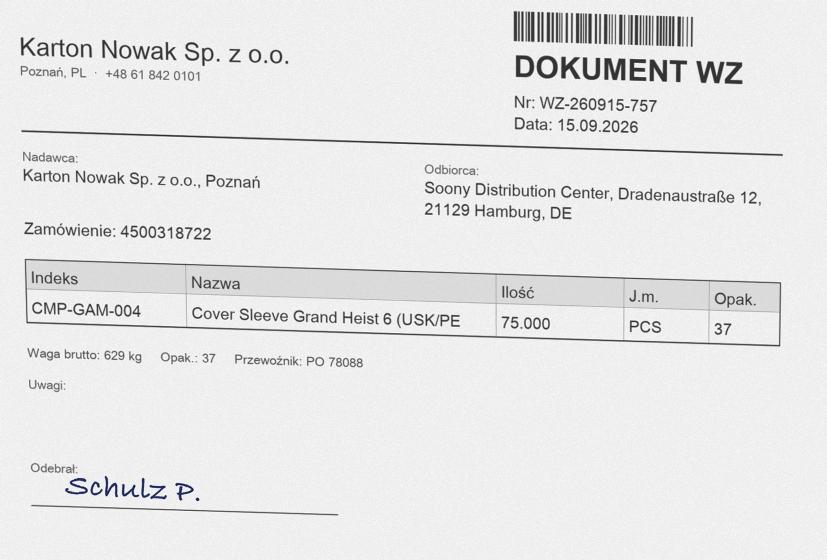 Karton Nowak Sp. z o.o.
Poznań, PL · +48 61 842 0101
DOKUMENT WZ
Nr: WZ-260915-757
Data: 15.09.2026
Nadawca:
Karton Nowak Sp. z o.o., Poznań
Odbiorca:
Soony Distribution Center, Dradenaustraße 12,
21129 Hamburg, DE
Zamówienie: 4500318722
Indeks Nazwa Ilość J.m. Opak.
CMP-GAM-004 Cover Sleeve Grand Heist 6 (USK/PE 75.000 PCS 37
Waga brutto: 629 kg Opak.: 37 Przewoźnik: PO 78088
Uwagi:
Odebrał:
Schulz P.